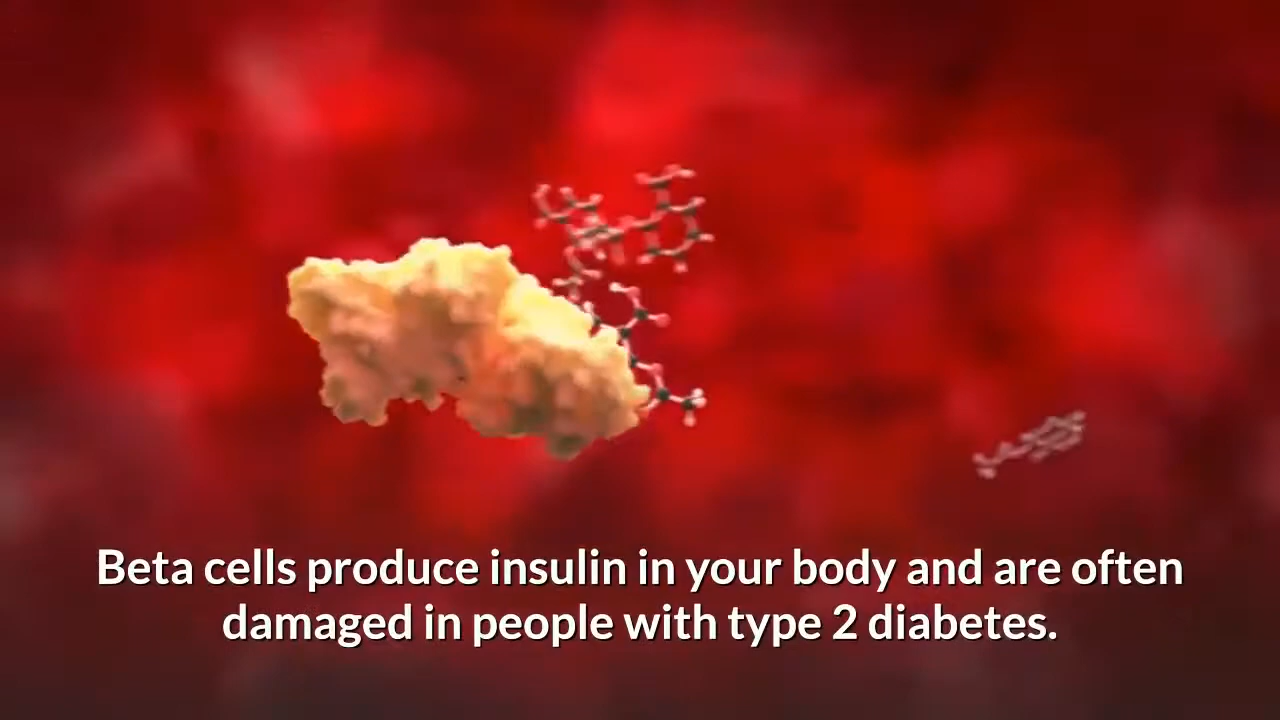 Beta cells produce insulin in your body and are often
damaged in people with type 2 diabetes.